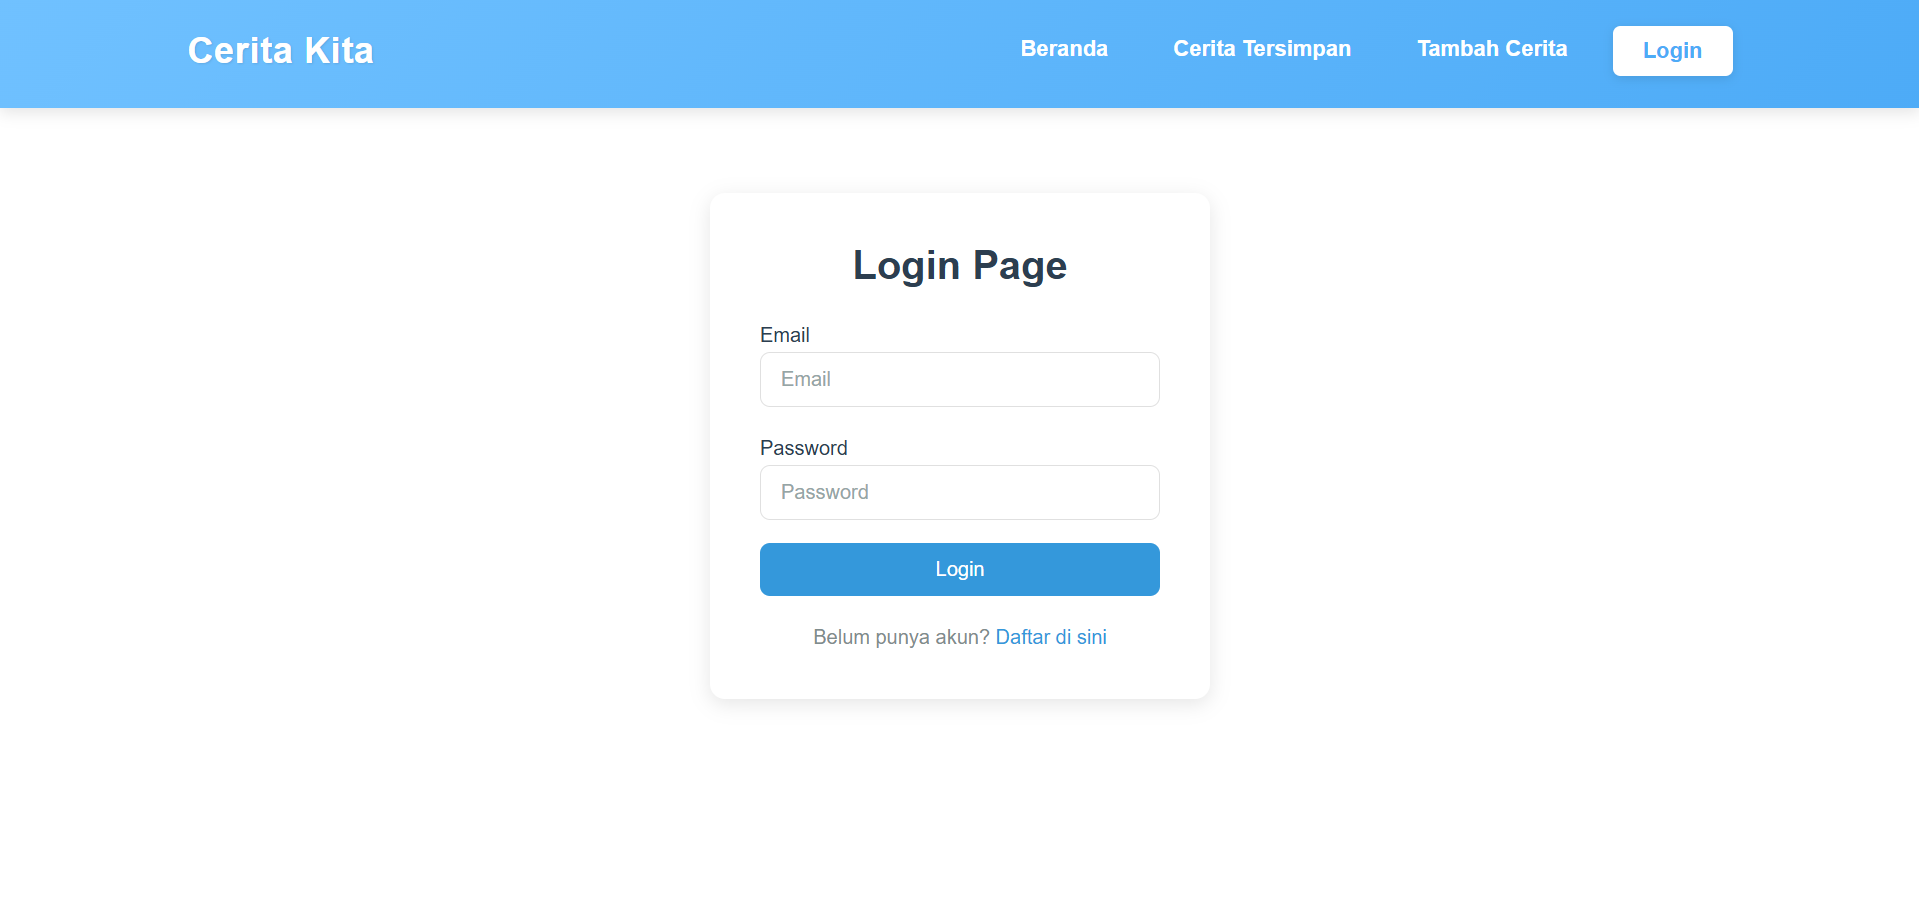 Cerita Kita
Beranda Cerita Tersimpan Tambah Cerita Login
Login Page
Email
Email
Password
Password
Login
Belum punya akun? Daftar di sini